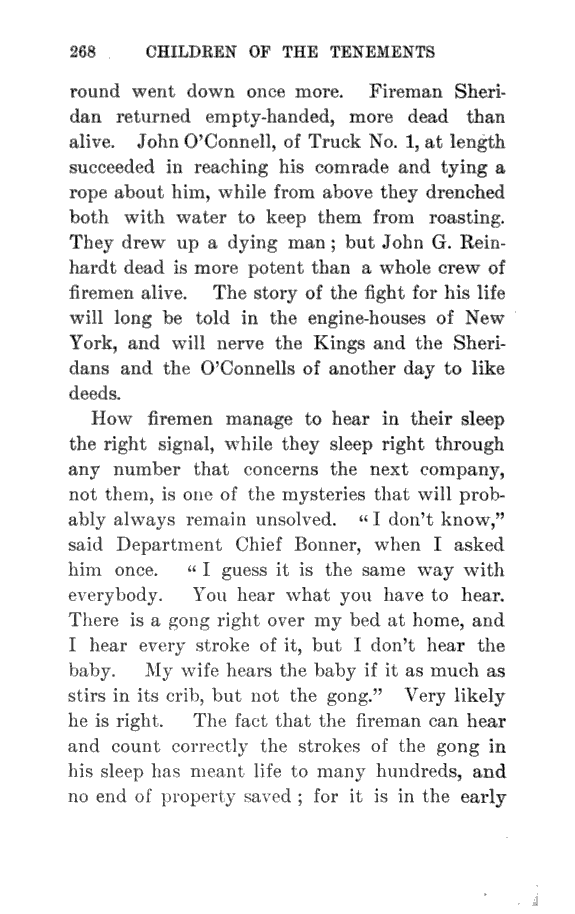 268 CHILDREN OF THE TENEMENTS
round went down once more. Fireman Sheri-
dan returned empty-handed, more dead than
alive. John O'Connell, of Truck No. 1, at length
succeeded in reaching his comrade and tying a
rope about him, while from above they drenched
both with water to keep them from roasting.
They drew up a dying man ; but John G. Rein-
hardt dead is more potent than a whole crew of
firemen alive. The story of the fight for his life
will long be told in the engine-houses of New
York, and will nerve the Kings and the Sheri-
dans and the O'Connells of another day to like
deeds.
How firemen manage to hear in their sleep
the right signal, while they sleep right through
any number that concerns the next company,
not them, is one of the mysteries that will prob-
ably always remain unsolved. “I don't know,”
said Department Chief Bonner, when I asked
him once. “I guess it is the same way with
everybody. You hear what you have to hear.
There is a gong right over my bed at home, and
I hear every stroke of it, but I don't hear the
baby. My wife hears the baby if it as much as
stirs in its crib, but not the gong.” Very likely
he is right. The fact that the fireman can hear
and count correctly the strokes of the gong in
his sleep has meant life to many hundreds, and
no end of property saved ; for it is in the early